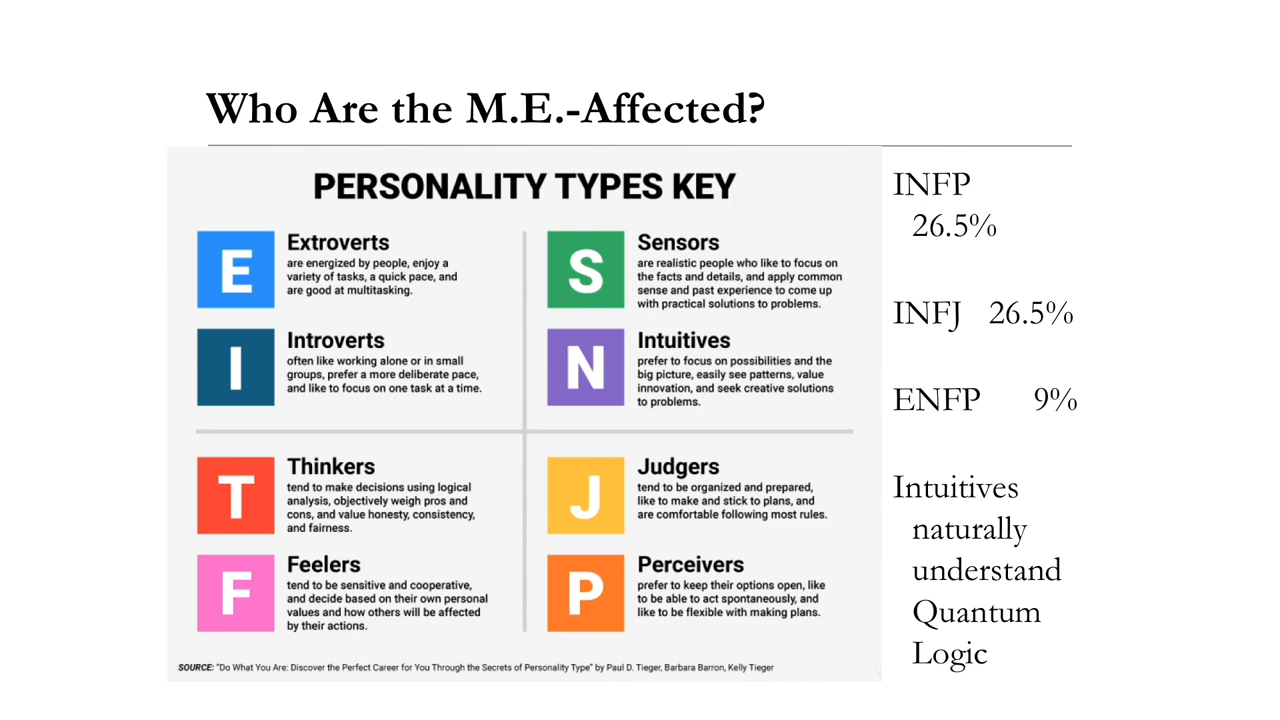 Who Are the M.E.-Affected?
PERSONALITY TYPES KEY
E
Extroverts
are energized by people, enjoy a
variety of tasks, a quick pace, and
are good at multitasking.
S
Sensors
are realistic people who like to focus on
the facts and details, and apply common
sense and past experience to come up
with practical solutions to problems.
I
Introverts
often like working alone or in small
groups, prefer a more deliberate pace,
and like to focus on one task at a time.
N
Intuitives
prefer to focus on possibilities and the
big picture, easily see patterns, value
innovation, and seek creative solutions
to problems.
T
Thinkers
tend to make decisions using logical
analysis, objectively weigh pros and
cons, and value honesty, consistency,
and fairness.
J
Judgers
tend to be organized and prepared,
like to make and stick to plans, and
are comfortable following most rules.
F
Feelers
tend to be sensitive and cooperative,
and decide based on their own personal
values and how others will be affected
by their actions.
P
Perceivers
prefer to keep their options open, like
to be able to act spontaneously, and
like to be flexible with making plans.
SOURCE: "Do What You Are: Discover the Perfect Career for You Through the Secrets of Personality Type" by Paul D. Tieger, Barbara Barron, Kelly Tieger
INFP
26.5%
INFJ 26.5%
ENFP 9%
Intuitives
naturally
understand
Quantum
Logic